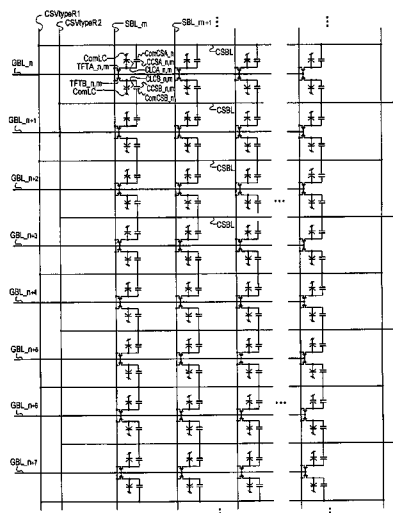 CSVtypeR1
CSVtypeR2
SBL_m
SBL_m+1
GBL_n
ComLC
TFTA_n,m
TFTB_n,m
ComLC
ComCSA_n
CCSA_n,m
CLCA_n,m
CLCB_n,m
CCSB_n,m
ComCSB_n
CSBL
GBL_n+1
CSBL
GBL_n+2
CSBL
GBL_n+3
CSBL
GBL_n+4
GBL_n+5
GBL_n+6
GBL_n+7